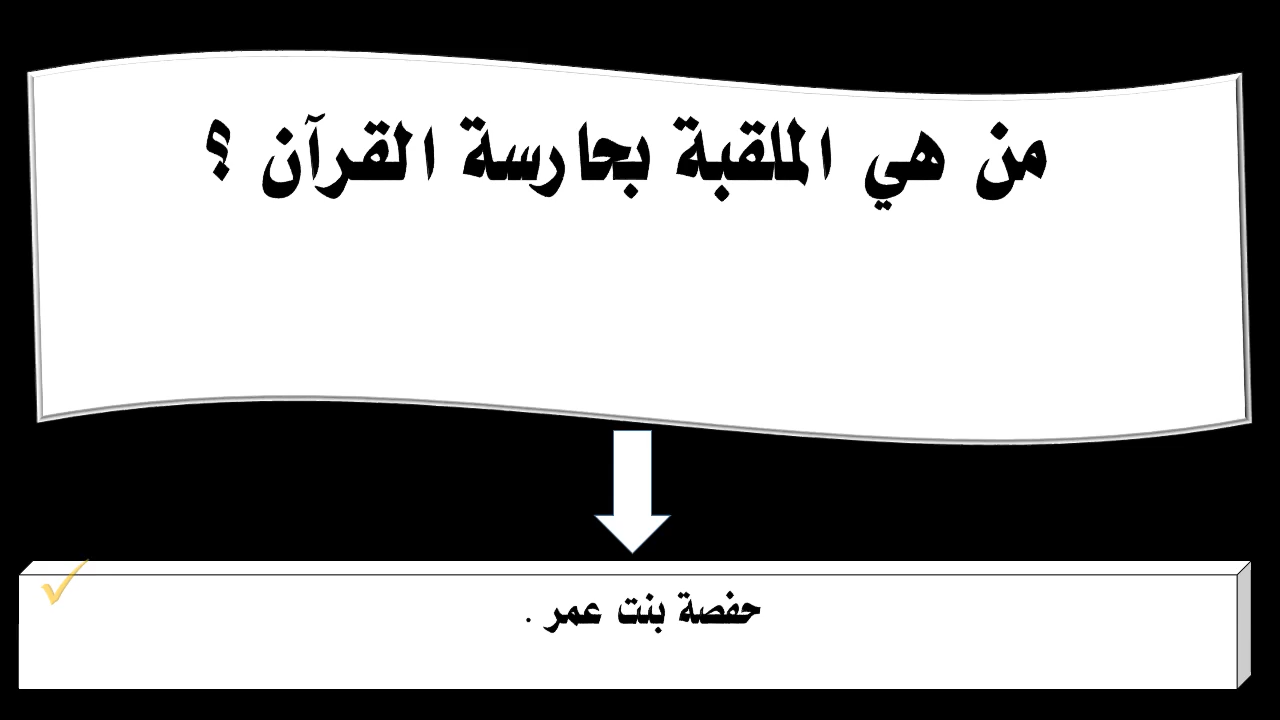 من هي الملقبة بحارسة القرآن ؟
حفصة بنت عمر .